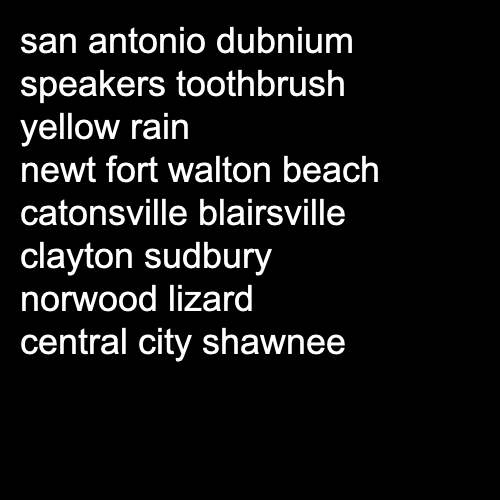 san antonio dubnium
speakers toothbrush
yellow rain
newt fort walton beach
catonsville blairsville
clayton sudbury
norwood lizard
central city shawnee